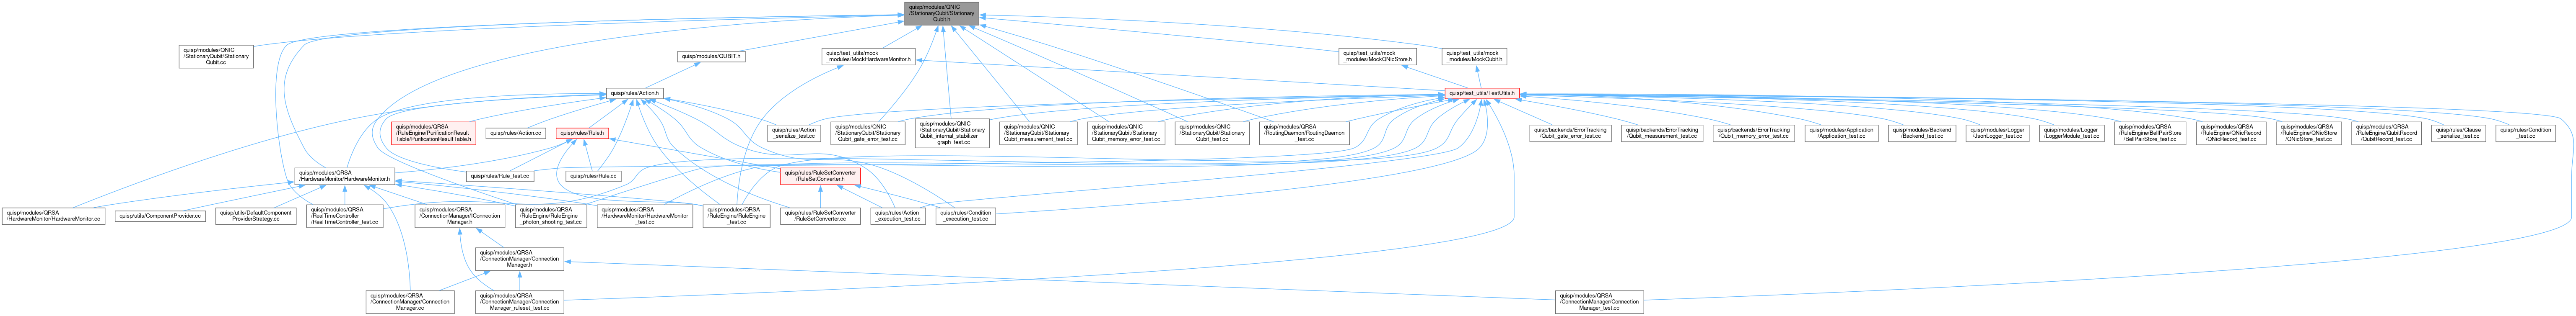 quisp/modules/QNIC
/StationaryQubit/Stationary
Qubit.h
quisp/modules/QNIC
/StationaryQubit/Stationary
Qubit.cc
quisp/modules/QUBIT.h
quisp/test_utils/mock
_modules/MockHardwareMonitor.h
quisp/test_utils/mock
_modules/MockQNicStore.h
quisp/test_utils/mock
_modules/MockQubit.h
quisp/rules/Action.h
quisp/test_utils/TestUtils.h
quisp/modules/QRSA
/RuleEngine/PurificationResult
Table/PurificationResultTable.h
quisp/rules/Action.cc
quisp/rules/Rule.h
quisp/rules/Action
_serialize_test.cc
quisp/modules/QNIC
/StationaryQubit/Stationary
Qubit_gate_error_test.cc
quisp/modules/QNIC
/StationaryQubit/Stationary
Qubit_internal_stabilizer
_graph_test.cc
quisp/modules/QNIC
/StationaryQubit/Stationary
Qubit_measurement_test.cc
quisp/modules/QNIC
/StationaryQubit/Stationary
Qubit_memory_error_test.cc
quisp/modules/QNIC
/StationaryQubit/Stationary
Qubit_test.cc
quisp/modules/QRSA
/RoutingDaemon/RoutingDaemon
_test.cc
quisp/backends/ErrorTracking
/Qubit_gate_error_test.cc
quisp/backends/ErrorTracking
/Qubit_measurement_test.cc
quisp/backends/ErrorTracking
/Qubit_memory_error_test.cc
quisp/modules/Application
/Application_test.cc
quisp/modules/Backend
/Backend_test.cc
quisp/modules/Logger
/JsonLogger_test.cc
quisp/modules/Logger
/LoggerModule_test.cc
quisp/modules/QRSA
/RuleEngine/BellPairStore
/BellPairStore_test.cc
quisp/modules/QRSA
/RuleEngine/QNicRecord
/QNicRecord_test.cc
quisp/modules/QRSA
/RuleEngine/QNicStore
/QNicStore_test.cc
quisp/modules/QRSA
/RuleEngine/QubitRecord
/QubitRecord_test.cc
quisp/rules/Clause
_serialize_test.cc
quisp/rules/Condition
_test.cc
quisp/modules/QRSA
/HardwareMonitor/HardwareMonitor.h
quisp/rules/Rule_test.cc
quisp/rules/Rule.cc
quisp/rules/RuleSetConverter
/RuleSetConverter.h
quisp/modules/QRSA
/HardwareMonitor/HardwareMonitor.cc
quisp/utils/ComponentProvider.cc
quisp/utils/DefaultComponent
ProviderStrategy.cc
quisp/modules/QRSA
/RealTimeController
/RealTimeController_test.cc
quisp/modules/QRSA
/ConnectionManager/IConnection
Manager.h
quisp/modules/QRSA
/RuleEngine/RuleEngine
_photon_shooting_test.cc
quisp/modules/QRSA
/HardwareMonitor/HardwareMonitor
_test.cc
quisp/modules/QRSA
/RuleEngine/RuleEngine
_test.cc
quisp/rules/RuleSetConverter
/RuleSetConverter.cc
quisp/rules/Action
_execution_test.cc
quisp/rules/Condition
_execution_test.cc
quisp/modules/QRSA
/ConnectionManager/Connection
Manager.h
quisp/modules/QRSA
/ConnectionManager/Connection
Manager.cc
quisp/modules/QRSA
/ConnectionManager/Connection
Manager_ruleset_test.cc
quisp/modules/QRSA
/ConnectionManager/Connection
Manager_test.cc